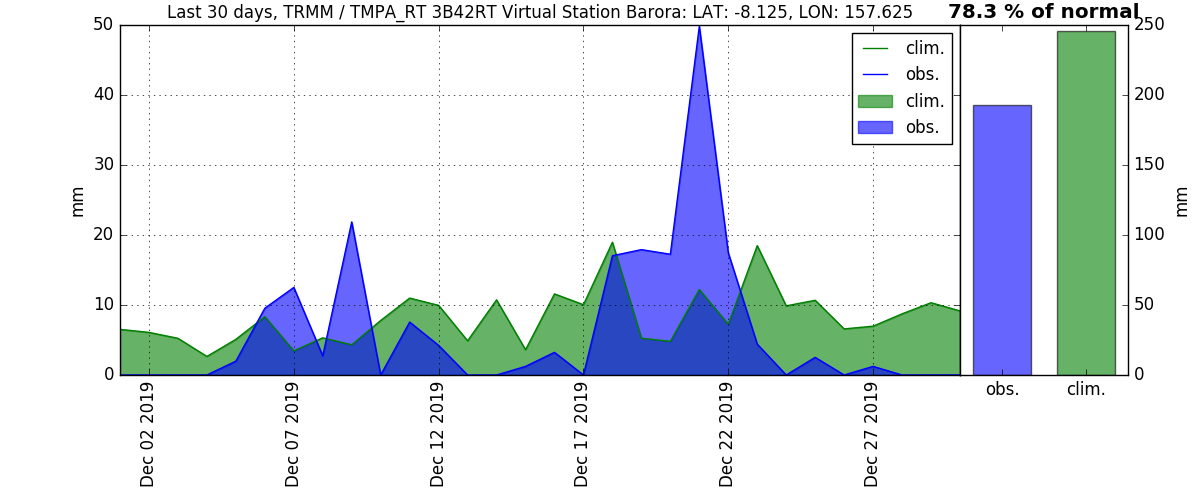 Last 30 days, TRMM / TMPA_RT 3B42RT Virtual Station Barora: LAT: -8.125, LON: 157.625
78.3 % of normal
50
40
30
20
10
0
mm
clim.
obs.
clim.
obs.
250
200
150
100
50
0
mm
obs.
clim.
Dec 02 2019
Dec 07 2019
Dec 12 2019
Dec 17 2019
Dec 22 2019
Dec 27 2019